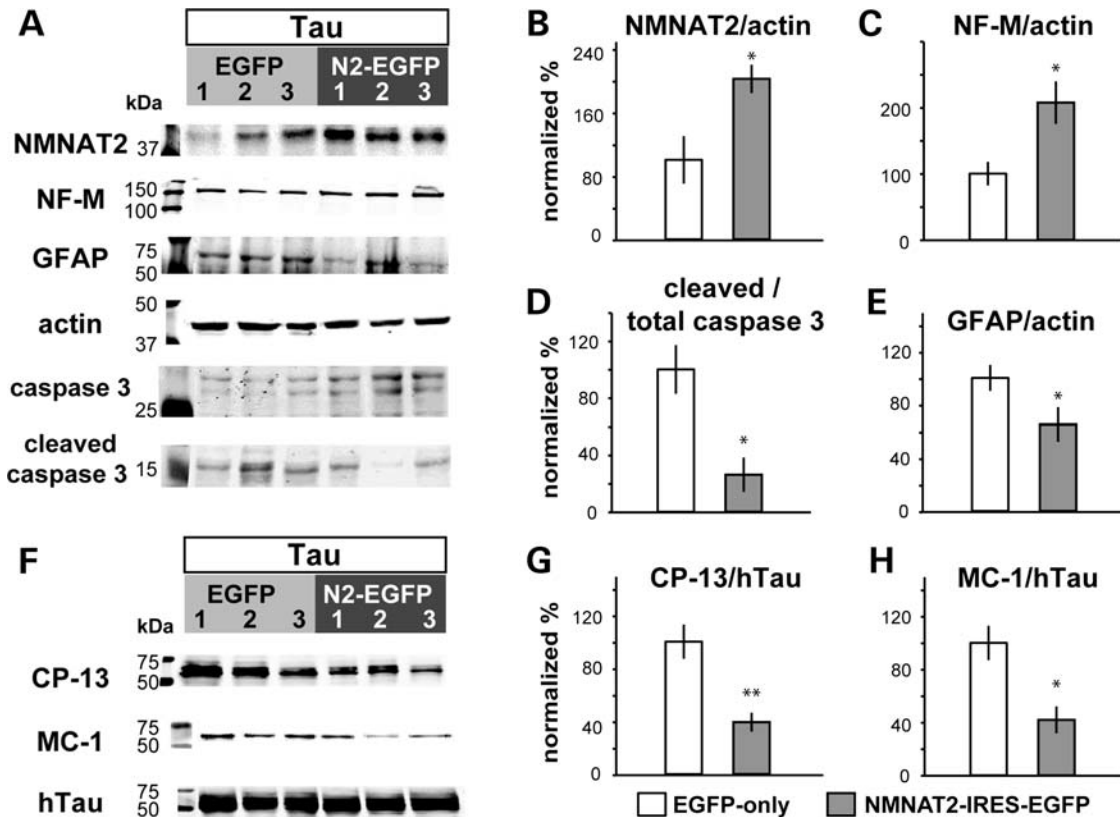 A
Tau
EGFP N2-EGFP
kDa 1 2 3 1 2 3
NMNAT2 37
NF-M 150
100
GFAP 75
50
actin 50
37
caspase 3 25
cleaved
caspase 3 15
B NMNAT2/actin
normalized %
240
160
80
0
*
C NF-M/actin
300
200
100
0
*
D cleaved /
total caspase 3
normalized %
120
80
40
0
*
E GFAP/actin
120
80
40
0
*
F
Tau
EGFP N2-EGFP
kDa 1 2 3 1 2 3
CP-13 75
50
MC-1 75
50
hTau 75
50
G CP-13/hTau
normalized %
120
80
40
0
**
H MC-1/hTau
120
80
40
0
*
EGFP-only NMNAT2-IRES-EGFP